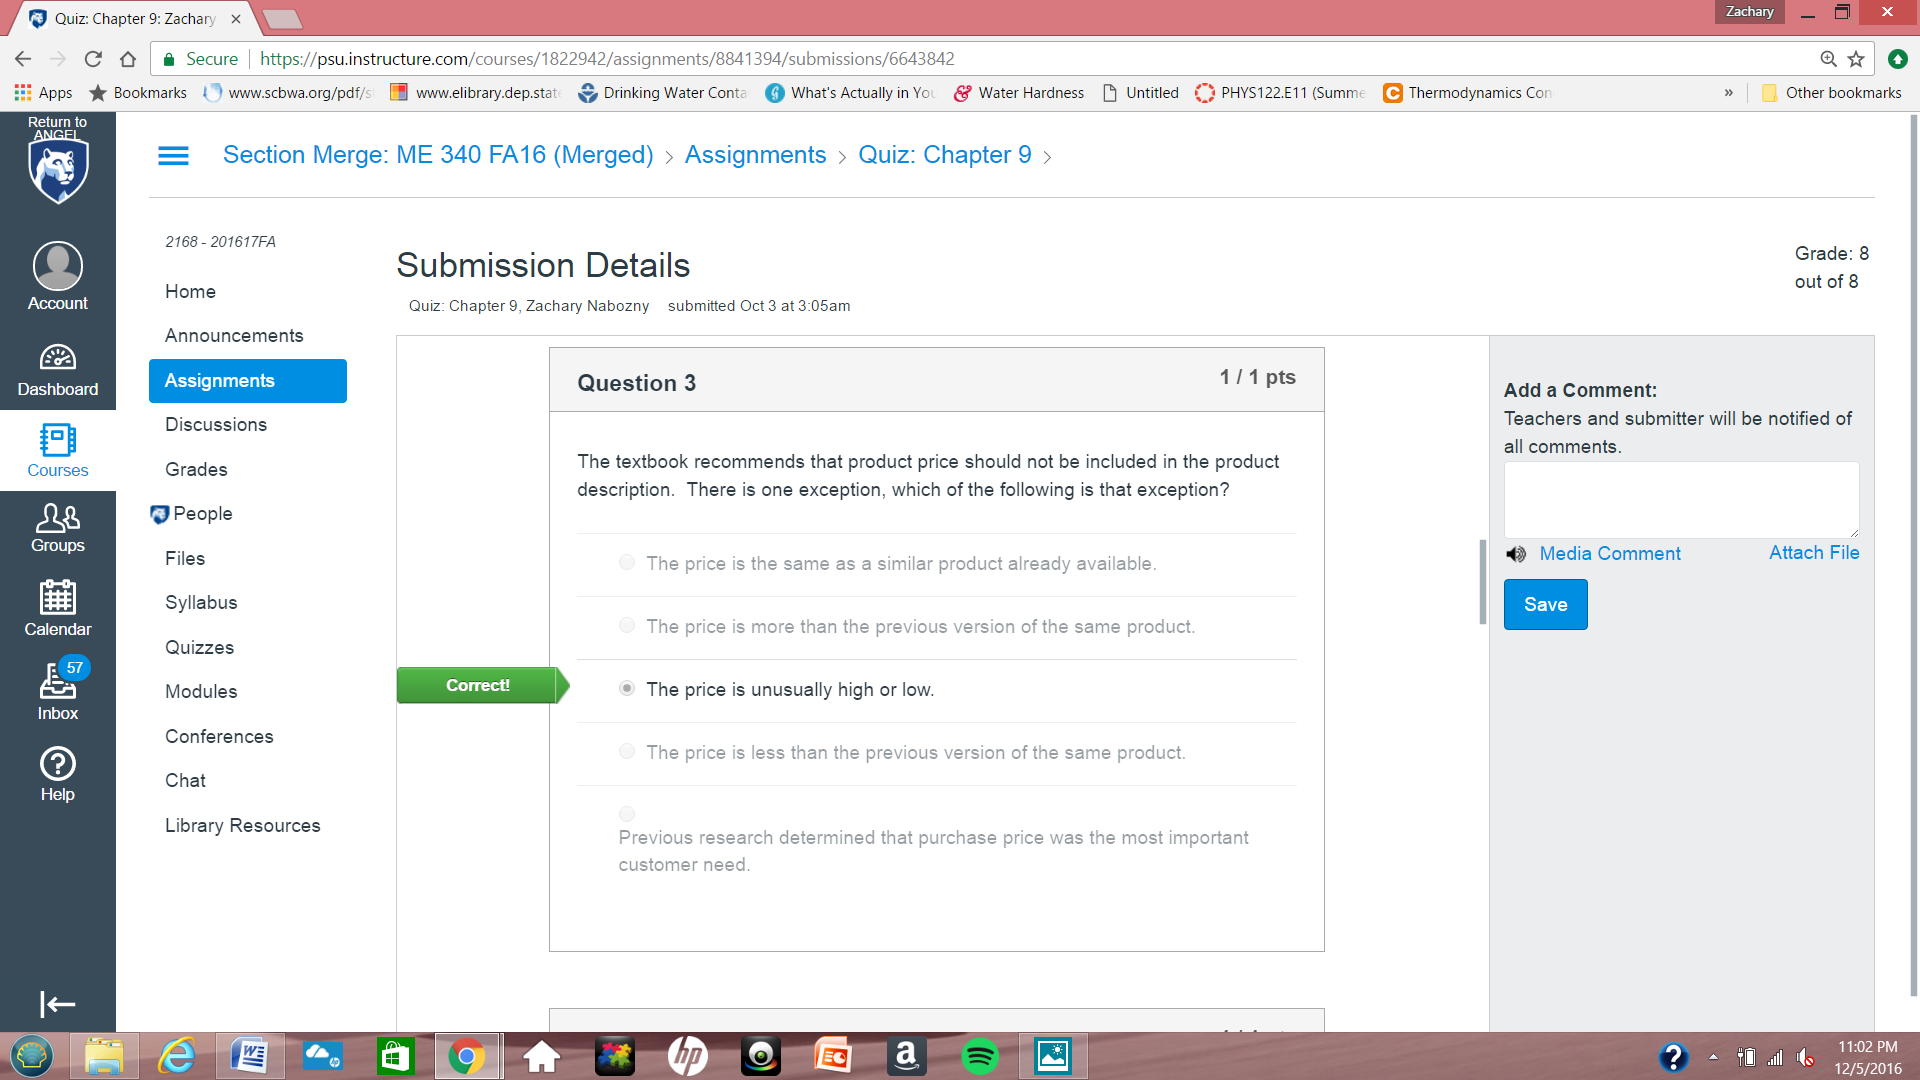 Quiz: Chapter 9: Zachary
Zachary
Secure
https://psu.instructure.com/courses/1822942/assignments/8841394/submissions/6643842
Apps
Bookmarks
www.scbwa.org/pdf/s
www.elibrary.dep.stat
Drinking Water Conta
What's Actually in You
Water Hardness
Untitled
PHYS122.E11 (Summe
Thermodynamics Con
»
Other bookmarks
Return to
ANGEL
Account
Dashboard
Courses
Groups
Calendar
57
Inbox
Help
Section Merge: ME 340 FA16 (Merged) > Assignments > Quiz: Chapter 9 >
2168 - 201617FA
Home
Announcements
Assignments
Discussions
Grades
People
Files
Syllabus
Quizzes
Modules
Conferences
Chat
Library Resources
Submission Details
Quiz: Chapter 9, Zachary Nabozny submitted Oct 3 at 3:05am
Grade: 8
out of 8
Question 3
1 / 1 pts
The textbook recommends that product price should not be included in the product
description. There is one exception, which of the following is that exception?
The price is the same as a similar product already available.
The price is more than the previous version of the same product.
Correct!
The price is unusually high or low.
The price is less than the previous version of the same product.
Previous research determined that purchase price was the most important
customer need.
Add a Comment:
Teachers and submitter will be notified of
all comments.
Media Comment
Attach File
Save
11:02 PM
12/5/2016